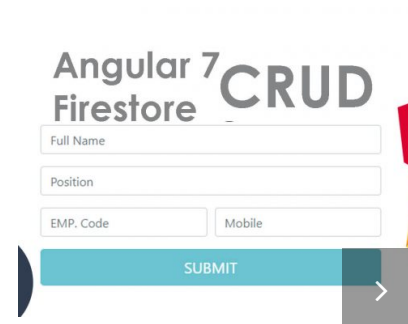 Angular 7
Firestore CRUD
Full Name
Position
EMP. Code Mobile
SUBMIT